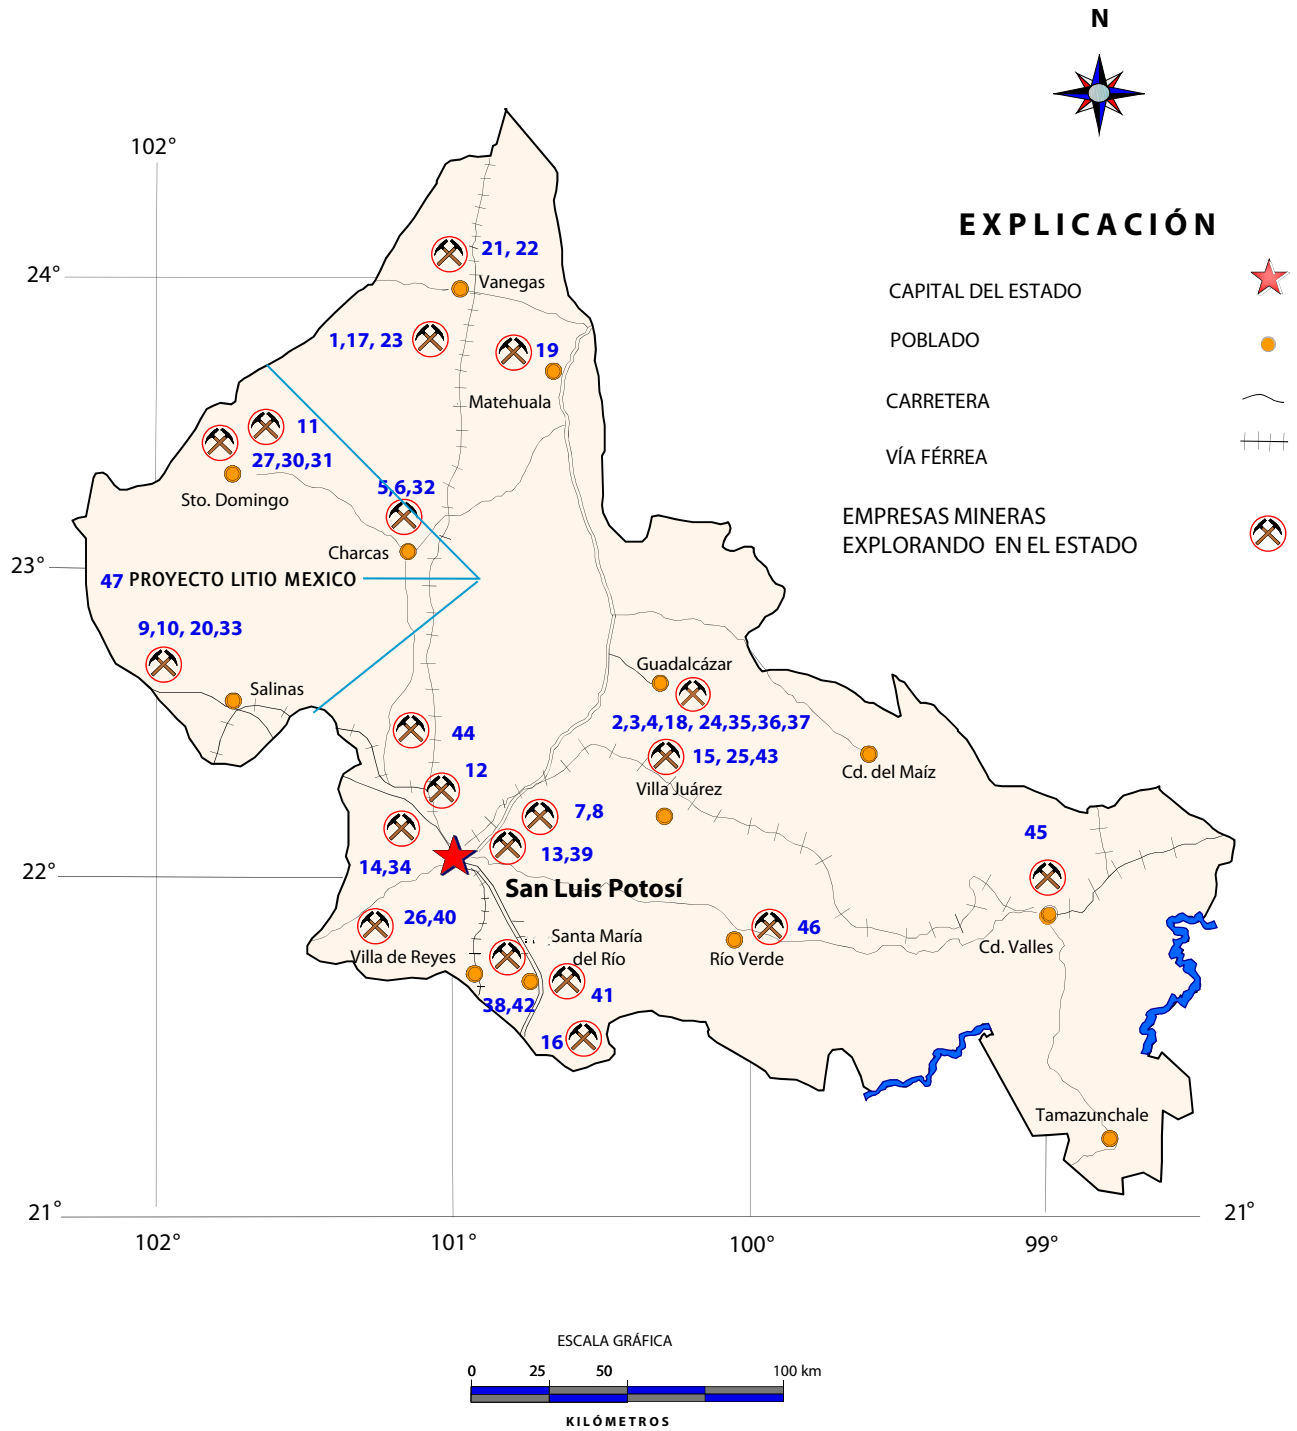 N
102°
EXPLICACIÓN
21, 22
24°
Vanegas
CAPITAL DEL ESTADO
1,17, 23
19
POBLADO
Matehuala
CARRETERA
11
27,30,31
VÍA FÉRREA
5,6,32
Sto. Domingo
EMPRESAS MINERAS
EXPLORANDO EN EL ESTADO
Charcas
23°
47 PROYECTO LITIO MEXICO
9,10, 20,33
Guadalcázar
Salinas
2,3,4,18, 24,35,36,37
44
15, 25,43
12
Cd. del Maíz
Villa Juárez
7,8
45
13,39
14,34
22°
San Luis Potosí
26,40
46
Santa María
del Río
Cd. Valles
Villa de Reyes
Río Verde
41
38,42
16
Tamazunchale
21°
21°
102°
101°
100°
99°
ESCALA GRÁFICA
0 25 50 100 km
KILÓMETROS